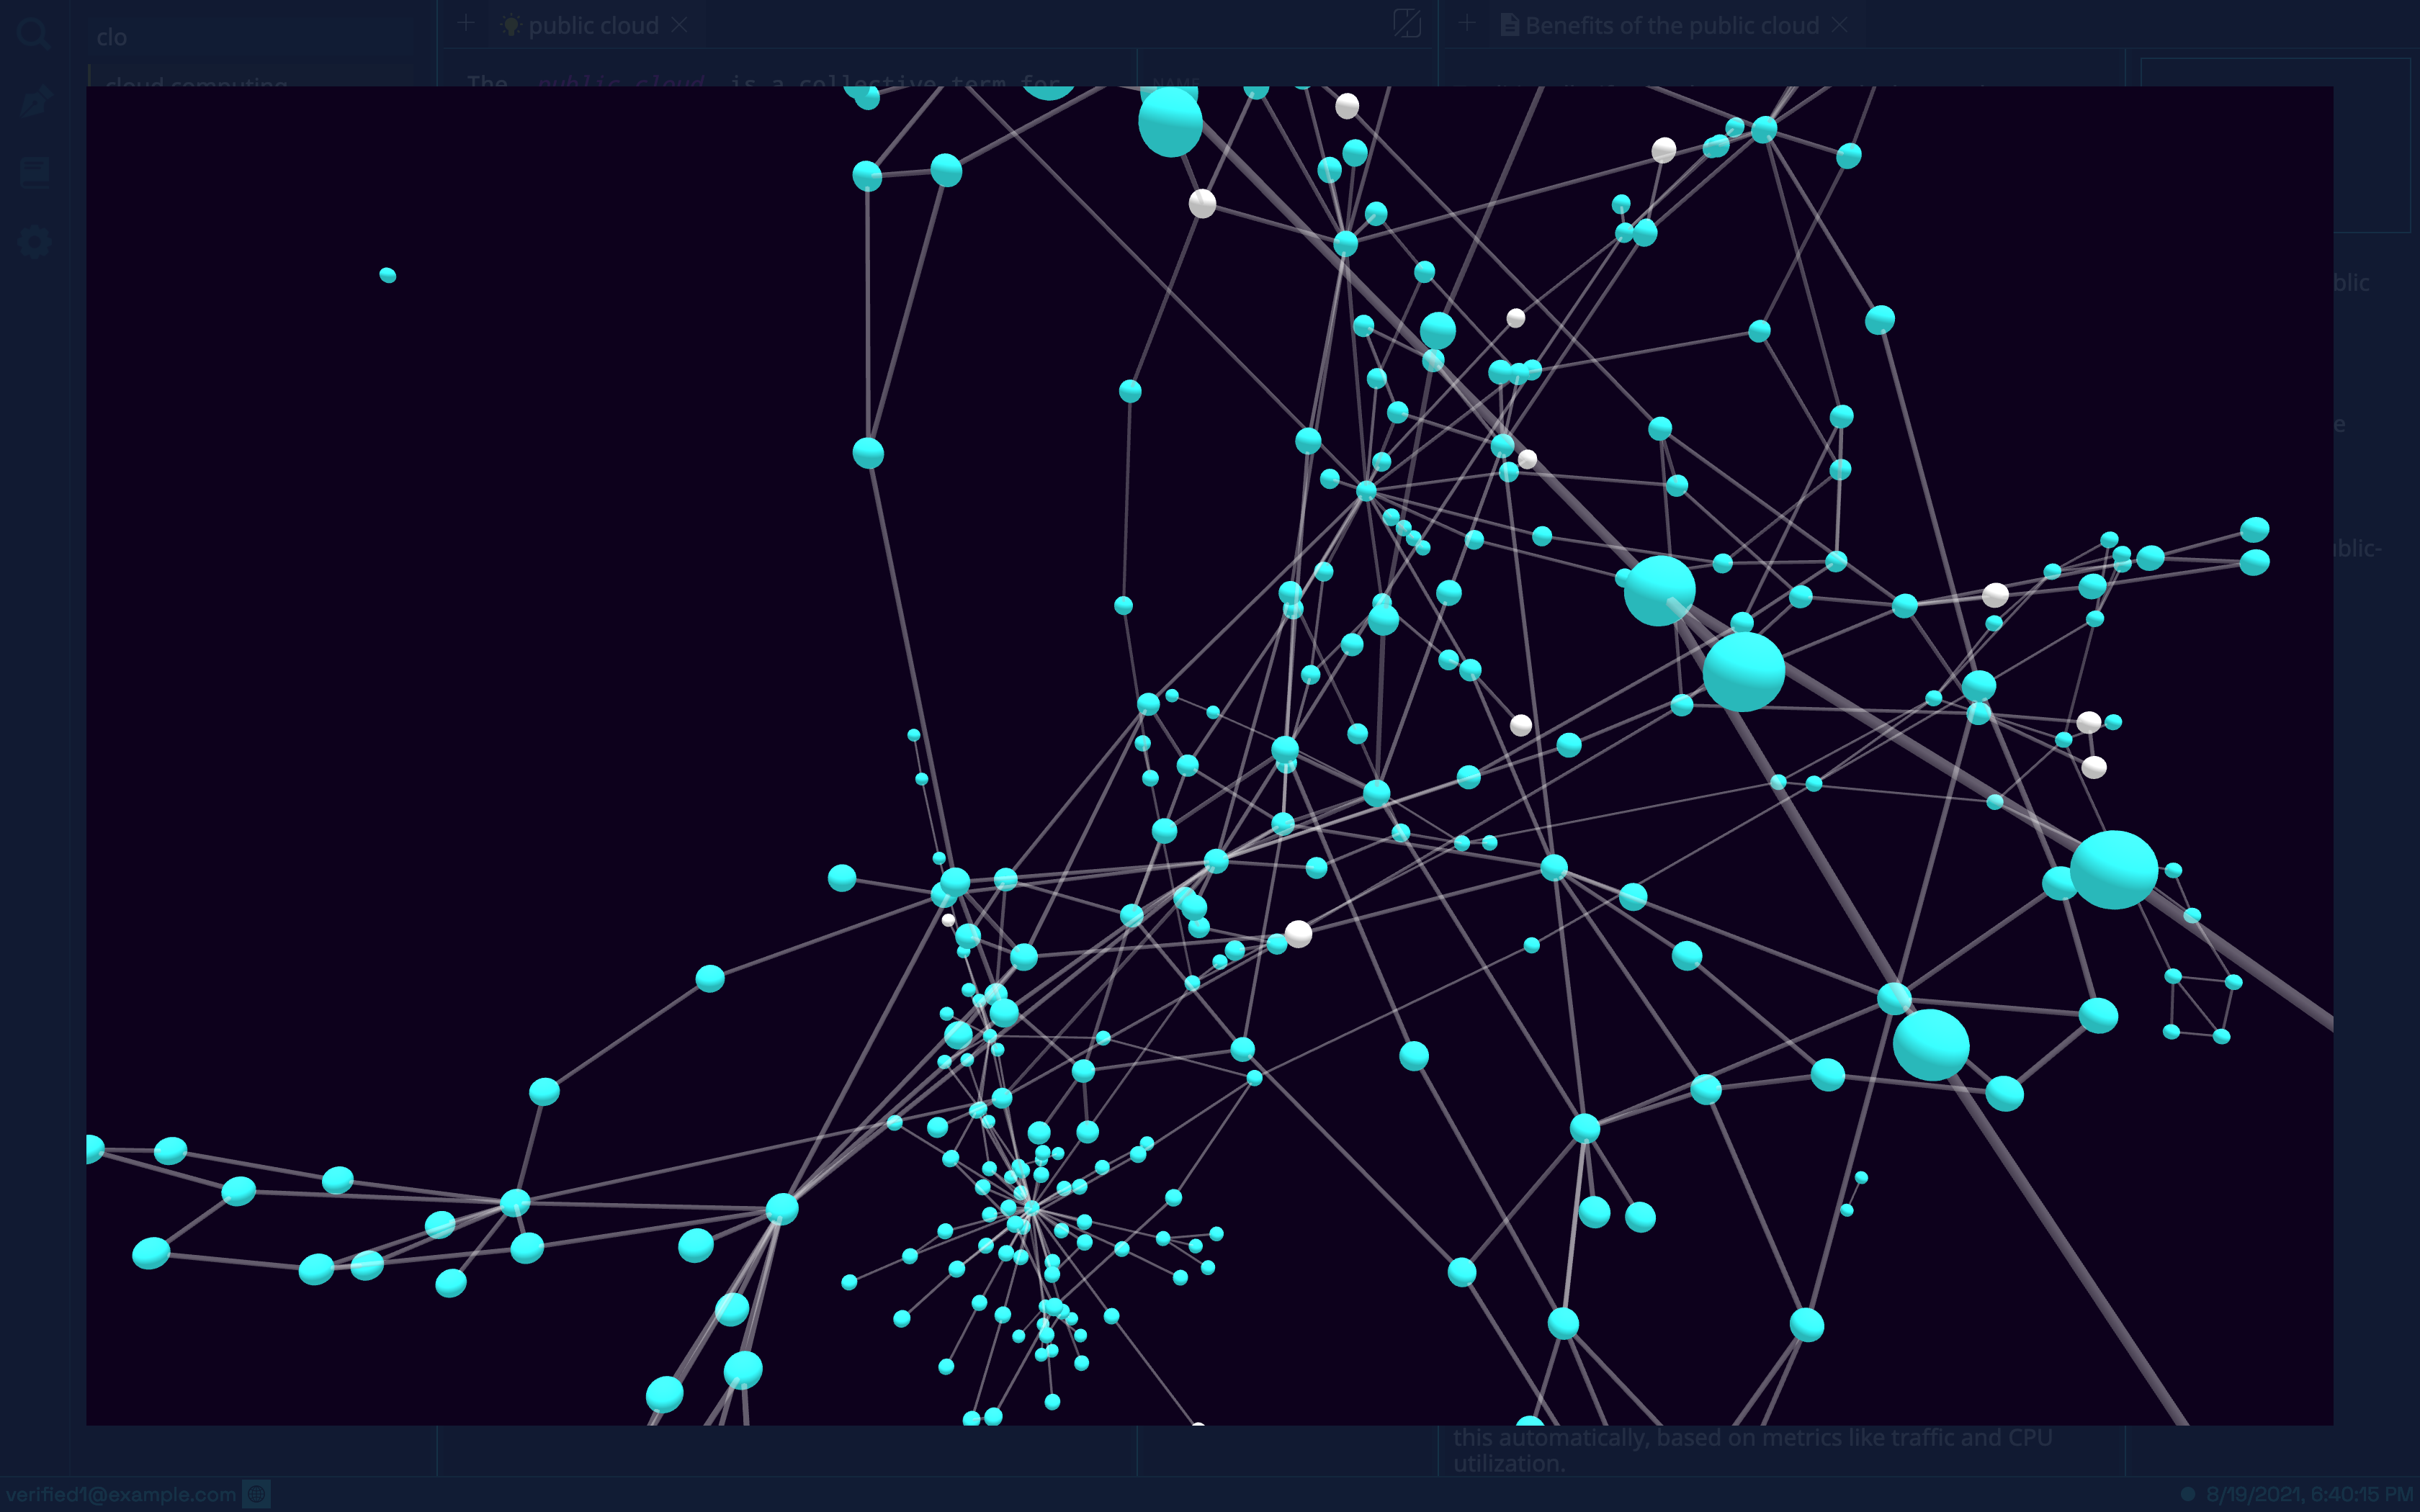 clo
public cloud
Benefits of the public cloud
cloud computing
The public cloud is a collective term for
NAME
blic
e
blic-
this automatically, based on metrics like traffic and CPU
utilization.
verified1@example.com
8/19/2021, 6:40:15 PM